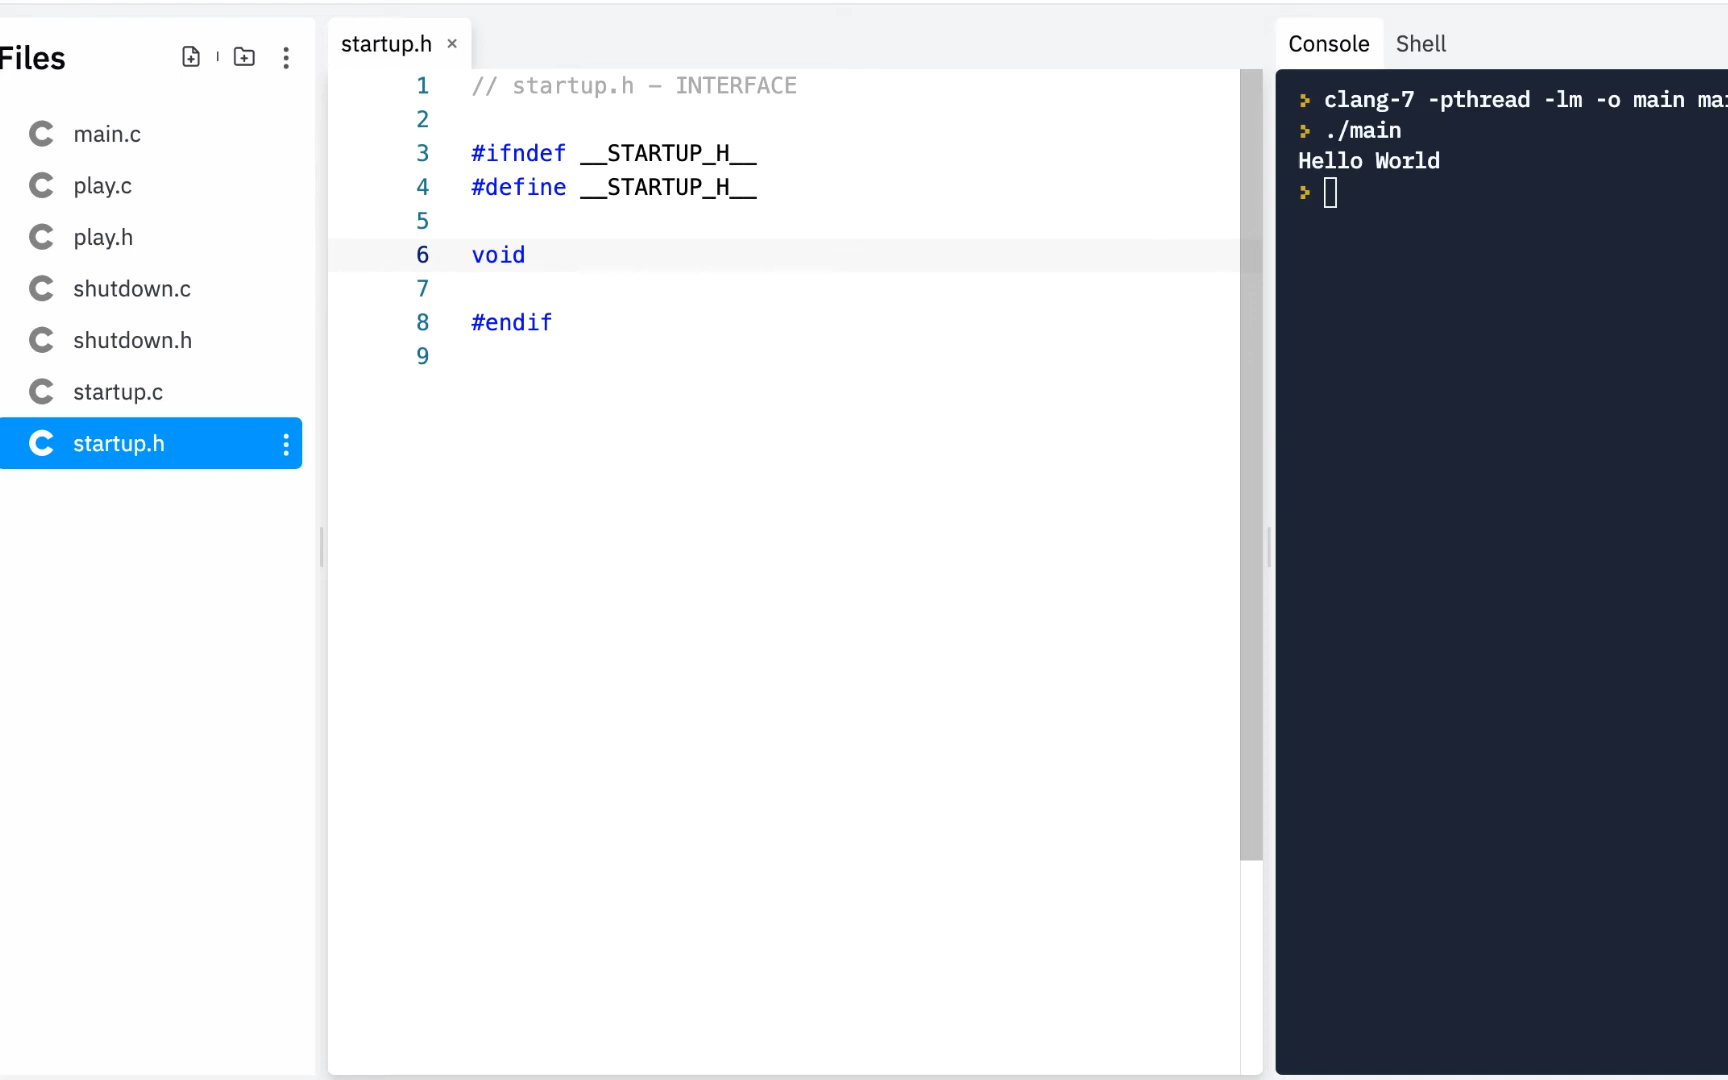 Files
main.c
play.c
play.h
shutdown.c
shutdown.h
startup.c
startup.h
startup.h ×
1 // startup.h – INTERFACE
2
3 #ifndef __STARTUP_H__
4 #define __STARTUP_H__
5
6 void
7
8 #endif
9
Console Shell
> clang-7 -pthread -lm -o main
> ./main
Hello World
>